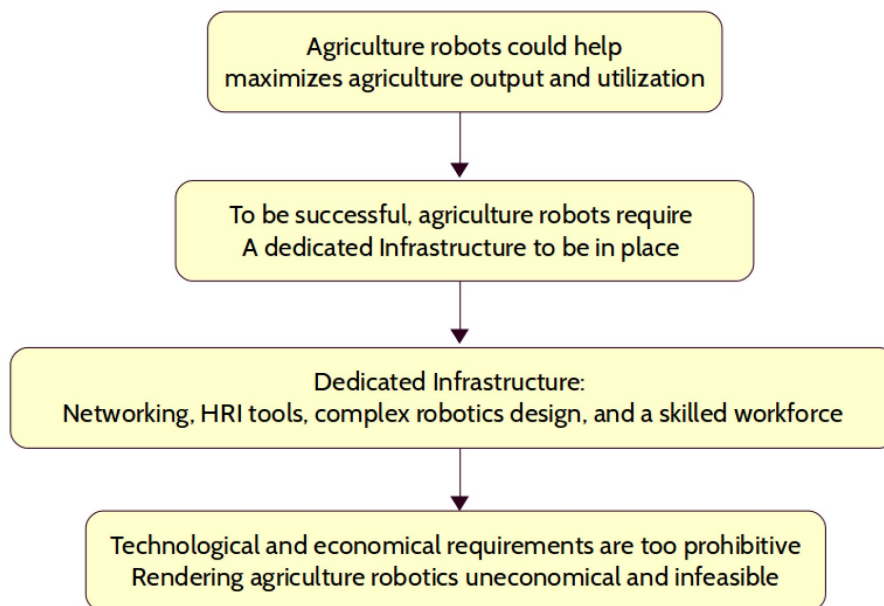 Agriculture robots could help
maximizes agriculture output and utilization
To be successful, agriculture robots require
A dedicated Infrastructure to be in place
Dedicated Infrastructure:
Networking, HRI tools, complex robotics design, and a skilled workforce
Technological and economical requirements are too prohibitive
Rendering agriculture robotics uneconomical and infeasible